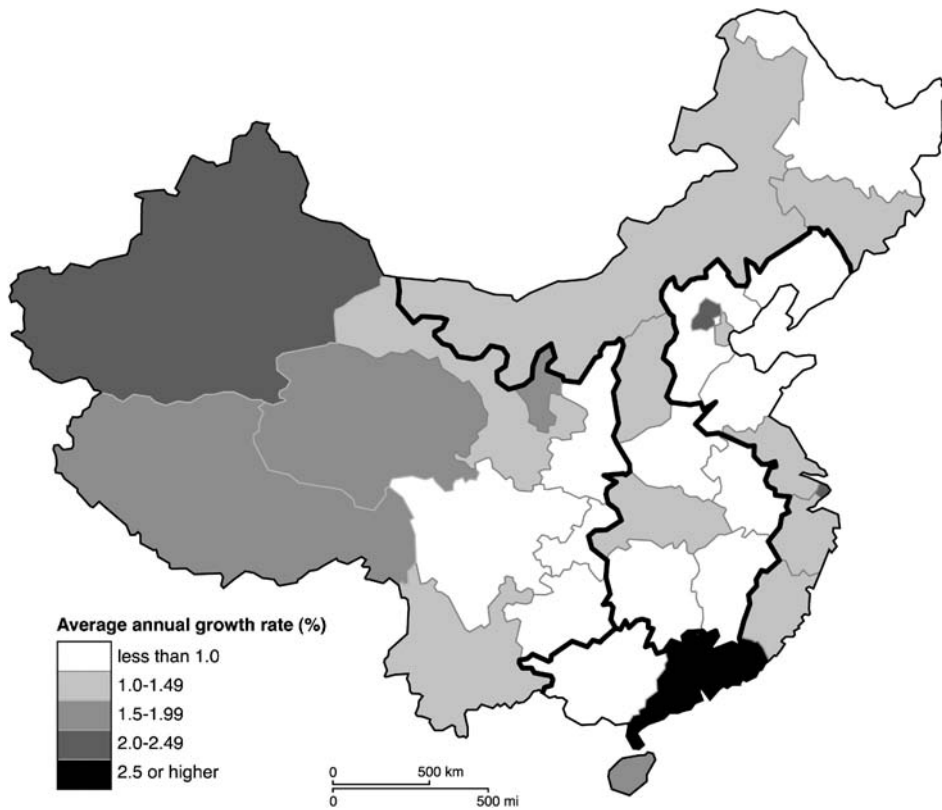 Average annual growth rate (%)
less than 1.0
1.0-1.49
1.5-1.99
2.0-2.49
2.5 or higher
0 500 km
0 500 mi